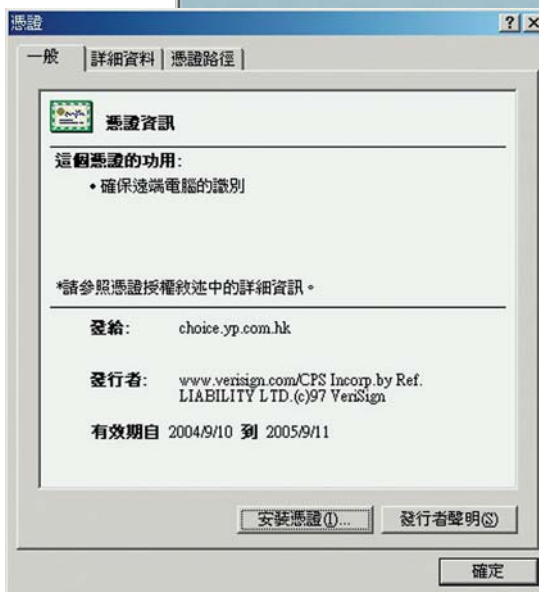 憑證
? ×
一般 詳細資料 憑證路徑
憑證資訊
這個憑證的功用:
• 確保遠端電腦的識別
*請參照憑證授權敘述中的詳細資訊。
發給: choice.yp.com.hk
發行者: www.verisign.com/CPS Incorp.by Ref.
LIABILITY LTD.(c)97 VeriSign
有效期自 2004/9/10 到 2005/9/11
安裝憑證(I)... 發行者聲明(S)
確定